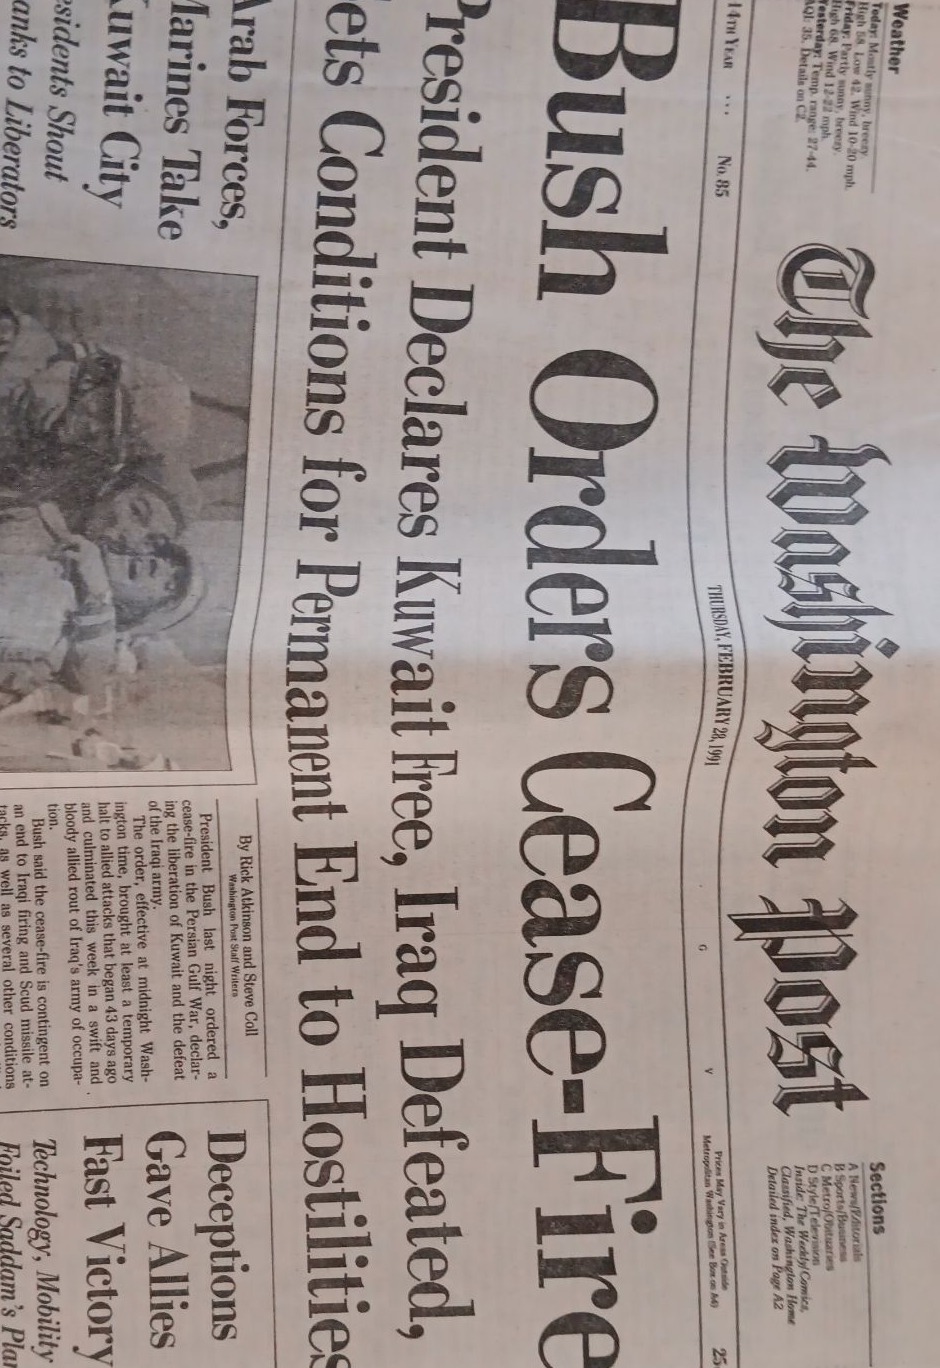 Weather
Today: Mostly sunny, breezy.
High 58. Low 42. Wind 10-20 mph.
Friday: Partly sunny, breezy.
High 68. Wind 12-22 mph.
Yesterday: Temp. range: 27-44.
AQI: 35. Details on C2.
The Washington Post
Sections
A News/Editorials
B Sports/Business
C Metro/Obituaries
D Style/Television
Inside: The Weekly/Comics,
Classified, Washington Home
Detailed index on Page A2
14TH YEAR ... No. 85
THURSDAY, FEBRUARY 28, 1991
G V
Prices May Vary in Areas Outside
Metropolitan Washington (See Box on A4)
25
Bush Orders Cease-Fire
President Declares Kuwait Free, Iraq Defeated,
ets Conditions for Permanent End to Hostilities
Arab Forces,
Marines Take
Kuwait City
esidents Shout
anks to Liberators
By Rick Atkinson and Steve Coll
Washington Post Staff Writers
President Bush last night ordered a
cease-fire in the Persian Gulf War, declar-
ing the liberation of Kuwait and the defeat
of the Iraqi army.
The order, effective at midnight Wash-
ington time, brought at least a temporary
halt to allied attacks that began 43 days ago
and culminated this week in a swift and
bloody allied rout of Iraq's army of occupa-
tion.
Bush said the cease-fire is contingent on
an end to Iraqi firing and Scud missile at-
tacks, as well as several other conditions
Deceptions
Gave Allies
Fast Victory
Technology, Mobility
Foiled Saddam's Plan